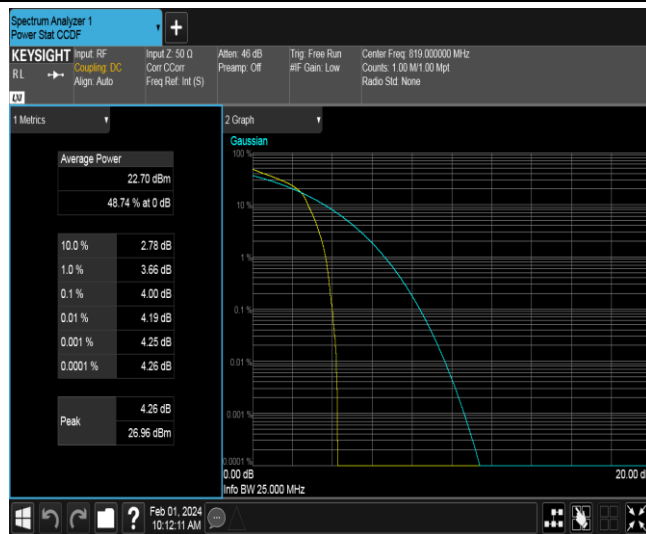 Spectrum Analyzer 1
Power Stat CCDF
+
KEYSIGHT
RL
LXI
Input: RF
Coupling: DC
Align: Auto
Input Z: 50 Ω
Corr CCorr
Freq Ref: Int (S)
Atten: 46 dB
Preamp: Off
Trig: Free Run
#IF Gain: Low
Center Freq: 819.000000 MHz
Counts: 1.00 M/1.00 Mpt
Radio Std: None
1 Metrics
Average Power
22.70 dBm
48.74 % at 0 dB
10.0 % 2.78 dB
1.0 % 3.66 dB
0.1 % 4.00 dB
0.01 % 4.19 dB
0.001 % 4.25 dB
0.0001 % 4.26 dB
Peak
4.26 dB
26.96 dBm
2 Graph
Gaussian
100 %
10 %
1 %
0.1 %
0.01 %
0.001 %
0.0001 %
0.00 dB
20.00 d
Info BW 25.000 MHz
?
Feb 01, 2024
10:12:11 AM